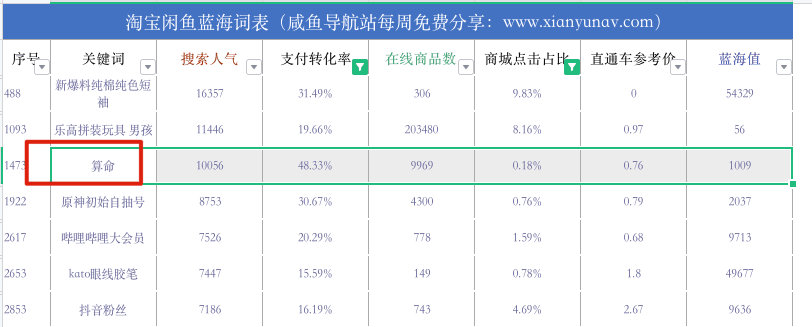 淘宝闲鱼蓝海词表（咸鱼导航站每周免费分享：www.xianyunav.com）
序号 关键词 搜索人气 支付转化率 在线商品数 商城点击占比 直通车参考价 蓝海值
488 新爆料纯棉纯色短袖 16357 31.49% 306 9.83% 0 54329
1093 乐高拼装玩具 男孩 11446 19.66% 203480 8.16% 0.97 56
1473 算命 10056 48.33% 9969 0.18% 0.76 1009
1922 原神初始自抽号 8753 30.67% 4300 0.76% 0.79 2037
2617 哔哩哔哩大会员 7526 20.29% 778 1.59% 0.68 9713
2653 kato眼线胶笔 7447 15.59% 149 0.78% 1.8 49677
2853 抖音粉丝 7186 16.19% 743 4.69% 2.67 9636